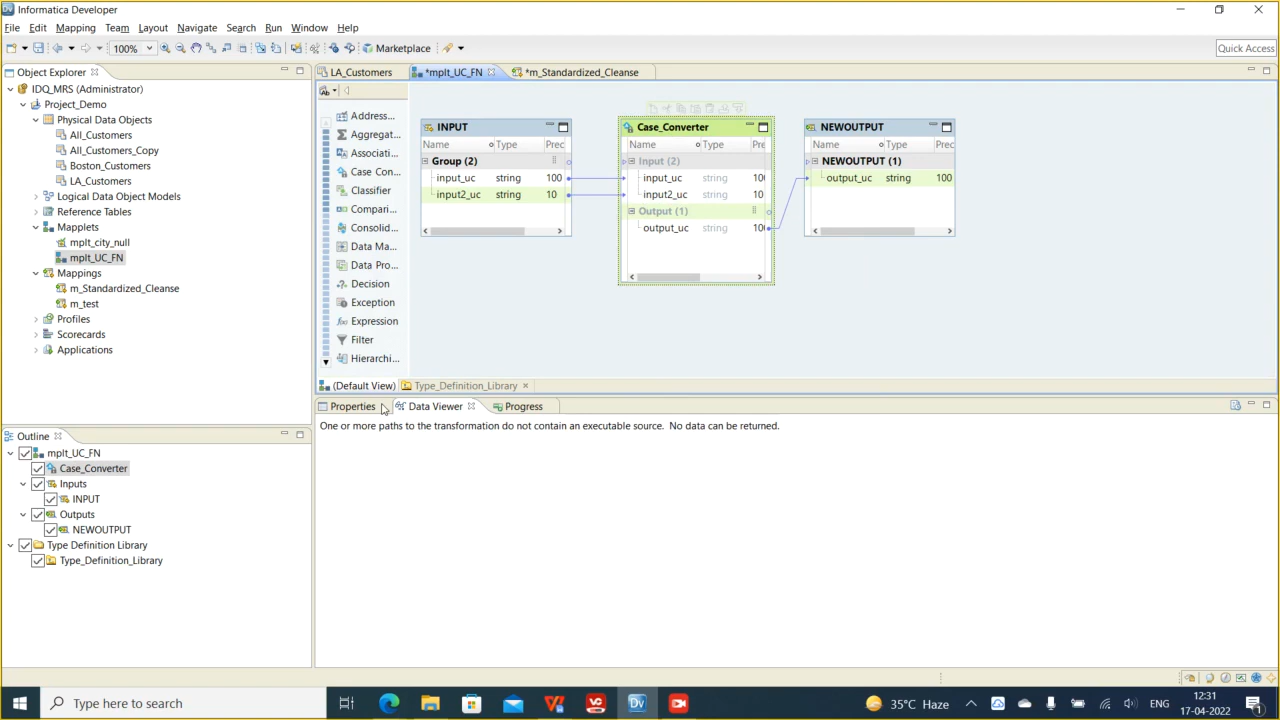 Informatica Developer
File Edit Mapping Team Layout Navigate Search Run Window Help
100% Marketplace Quick Access
Object Explorer
IDQ_MRS (Administrator)
Project_Demo
Physical Data Objects
All_Customers
All_Customers_Copy
Boston_Customers
LA_Customers
Logical Data Object Models
Reference Tables
Mapplets
mplt_city_null
mplt_UC_FN
Mappings
m_Standardized_Cleanse
m_test
Profiles
Scorecards
Applications
LA_Customers *mplt_UC_FN *m_Standardized_Cleanse
Address...
Aggregat...
Associati...
Case Con...
Classifier
Compari...
Consolid...
Data Ma...
Data Pro...
Decision
Exception
Expression
Filter
Hierarchi...
INPUT
Name Type Prec
Group (2)
input_uc string 100
input2_uc string 10
Case_Converter
Name Type Pre
Input (2)
input_uc string 100
input2_uc string 10
Output (1)
output_uc string 100
NEWOUTPUT
Name Type Prec
NEWOUTPUT (1)
output_uc string 100
(Default View) Type_Definition_Library
Properties Data Viewer Progress
One or more paths to the transformation do not contain an executable source. No data can be returned.
Outline
mplt_UC_FN
Case_Converter
Inputs
INPUT
Outputs
NEWOUTPUT
Type Definition Library
Type_Definition_Library
Type here to search
35°C Haze
ENG
12:31
17-04-2022